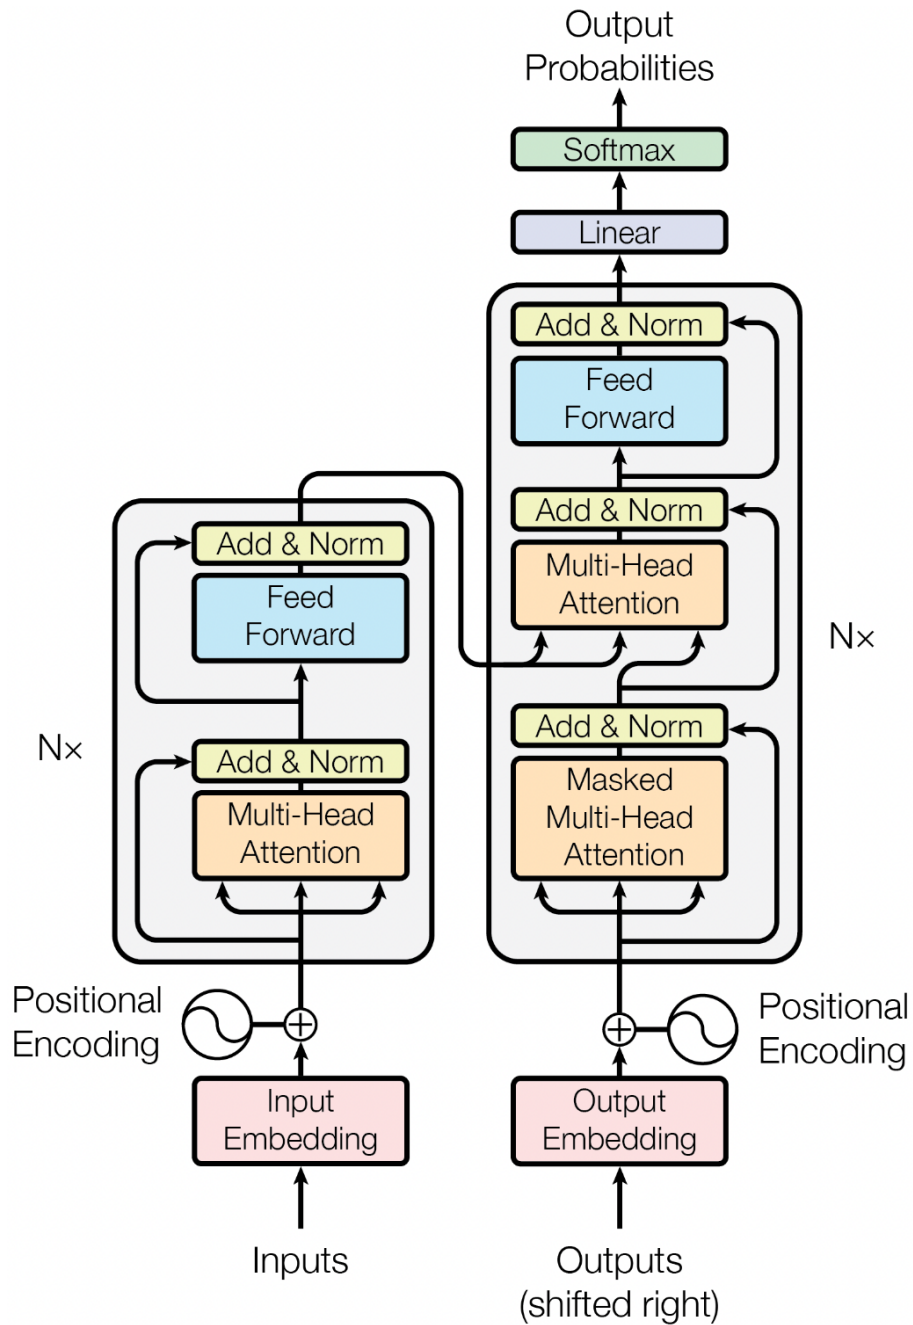 Output
Probabilities
Softmax
Linear
Add & Norm
Feed
Forward
Add & Norm
Multi-Head
Attention
Add & Norm
Masked
Multi-Head
Attention
N×
Add & Norm
Feed
Forward
Add & Norm
Multi-Head
Attention
N×
Positional
Encoding
Positional
Encoding
Input
Embedding
Output
Embedding
Inputs
Outputs
(shifted right)